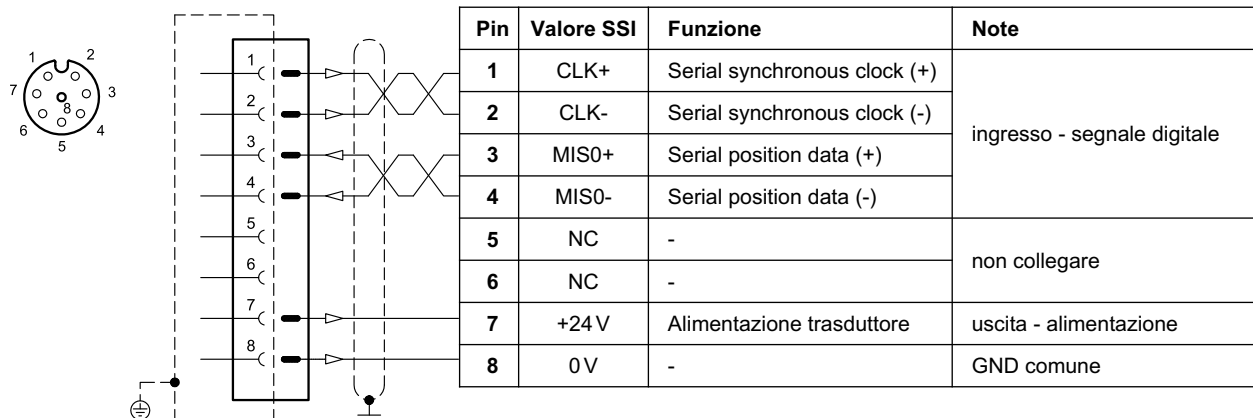 1 2
7 3
8
6 4
5
1
2
3
4
5
6
7
8
Pin Valore SSI Funzione Note
1 CLK+ Serial synchronous clock (+)
2 CLK- Serial synchronous clock (-)
ingresso - segnale digitale
3 MIS0+ Serial position data (+)
4 MIS0- Serial position data (-)
5 NC -
non collegare
6 NC -
7 +24 V Alimentazione trasduttore uscita - alimentazione
8 0 V - GND comune